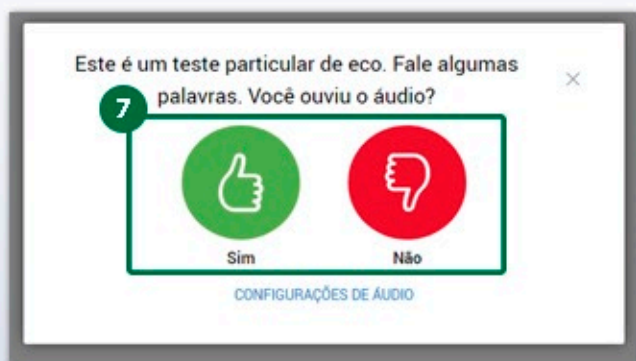 Este é um teste particular de eco. Fale algumas
palavras. Você ouviu o áudio?
7
Sim Não
CONFIGURAÇÕES DE ÁUDIO